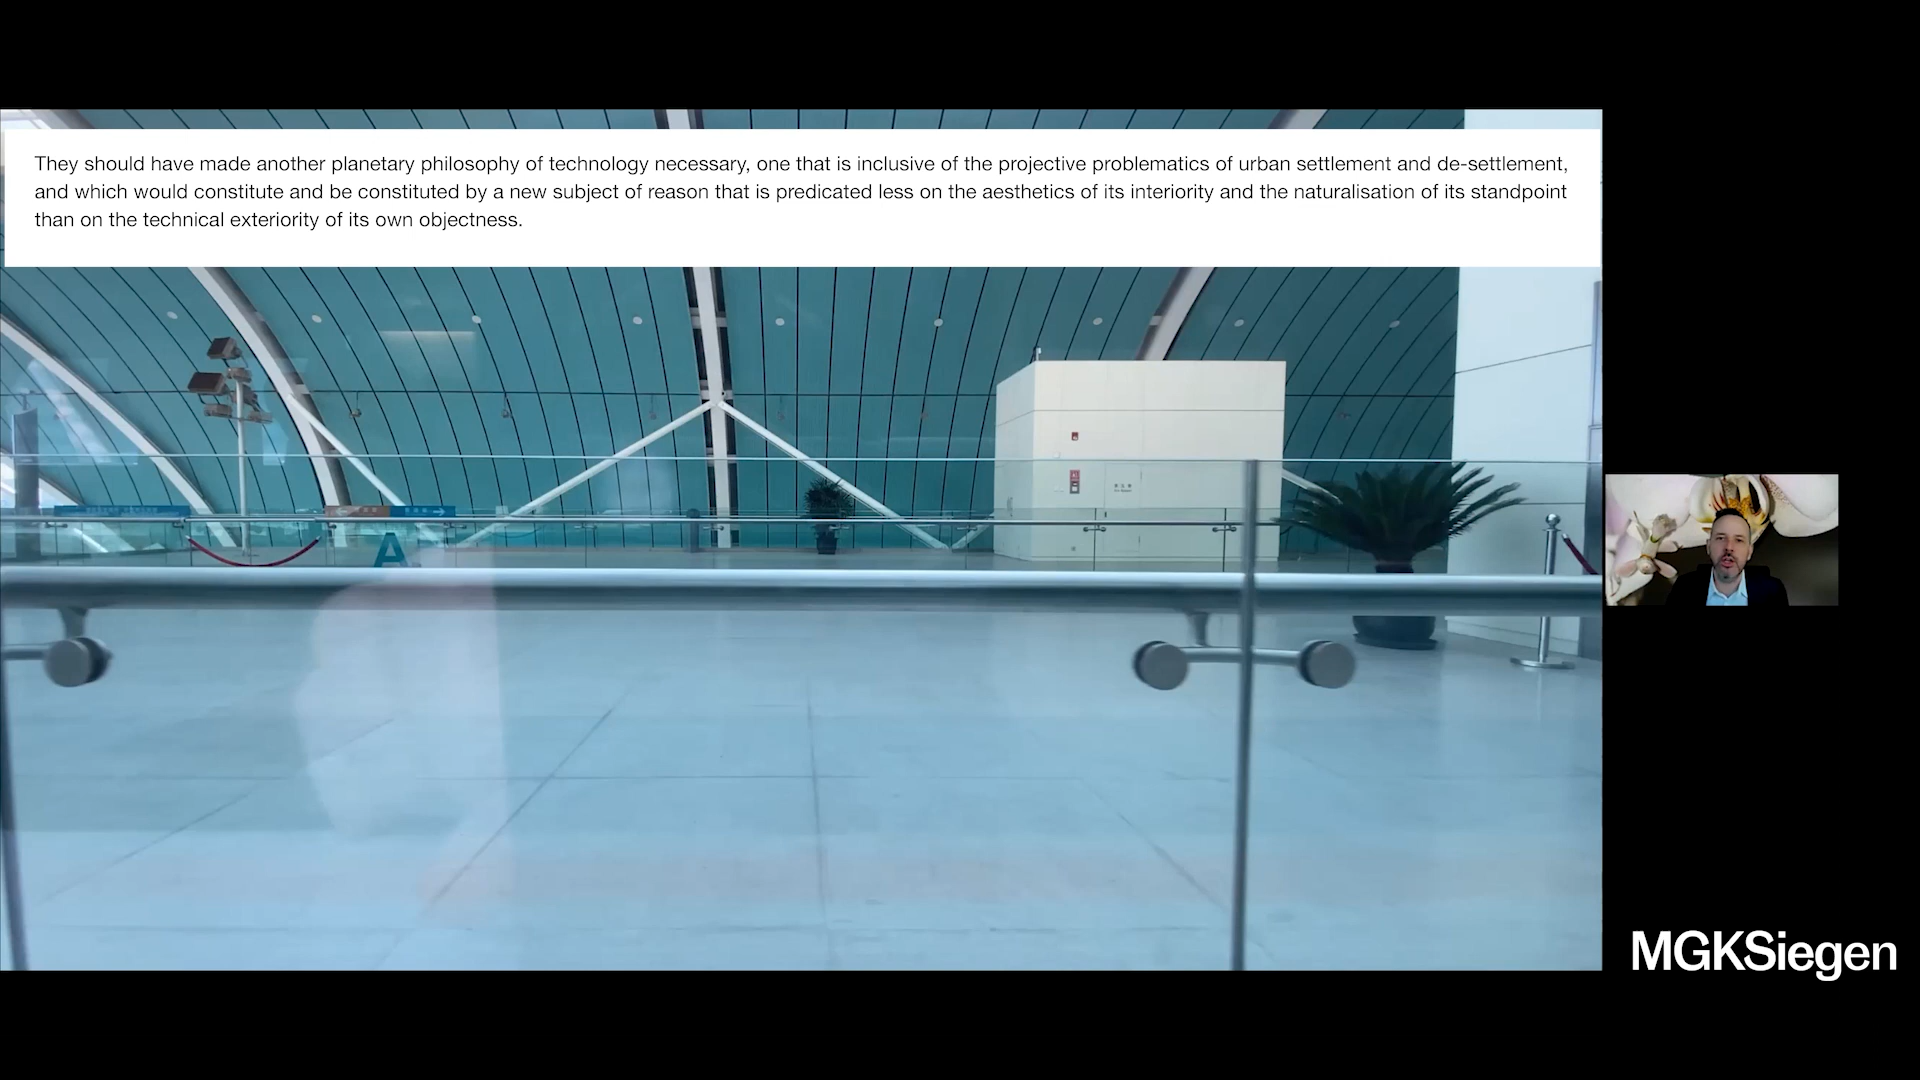 They should have made another planetary philosophy of technology necessary, one that is inclusive of the projective problematics of urban settlement and de-settlement,
and which would constitute and be constituted by a new subject of reason that is predicated less on the aesthetics of its interiority and the naturalisation of its standpoint
than on the technical exteriority of its own objectness.
A
MGKSiegen